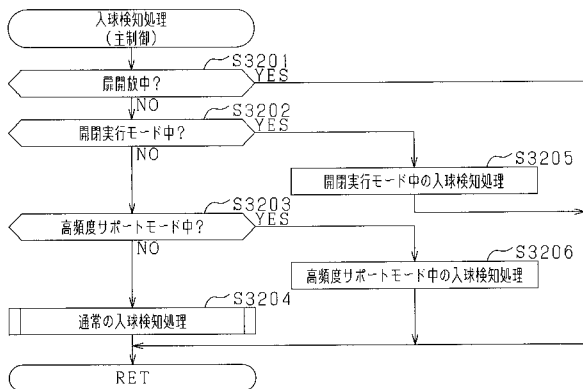 入球検知処理
(主制御)
S3201
扉開放中?
YES
NO
S3202
開閉実行モード中?
YES
NO
S3205
開閉実行モード中の入球検知処理
S3203
高頻度サポートモード中?
YES
NO
S3206
高頻度サポートモード中の入球検知処理
S3204
通常の入球検知処理
RET